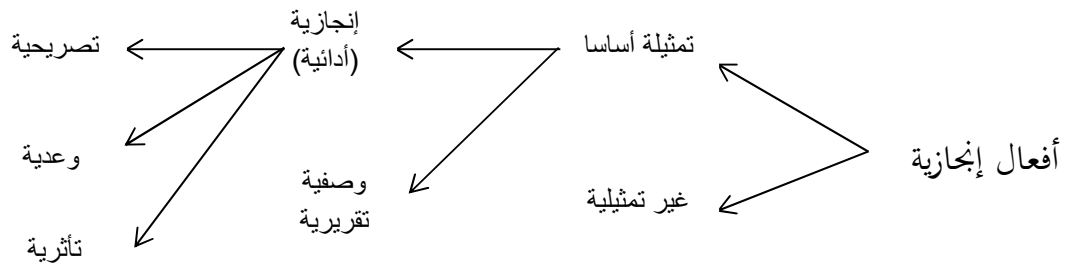 أفعال إنجازية
تمثيلة أساسا
غير تمثيلية
إنجازية
(أدائية)
وصفية
تقريرية
تصريحية
وعدية
تأثرية